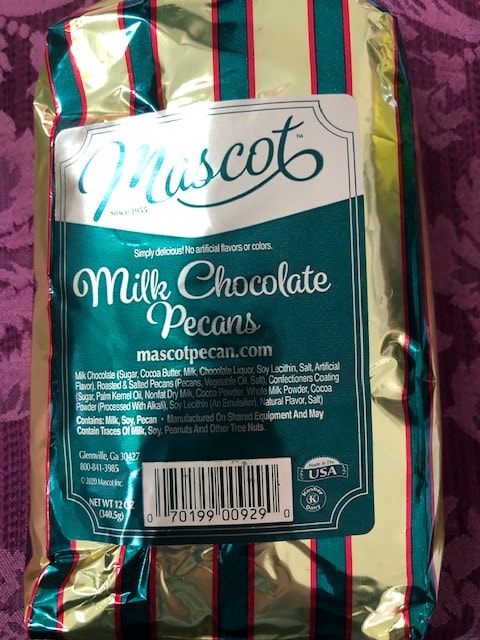 Mascot™
Since 1955
Simply delicious! No artificial flavors or colors.
Milk Chocolate
Pecans
mascotpecan.com
Milk Chocolate (Sugar, Cocoa Butter, Milk, Chocolate Liquor, Soy Lecithin, Salt, Artificial
Flavor), Roasted & Salted Pecans (Pecans, Vegetable Oil, Salt), Confectioners Coating
(Sugar, Palm Kernel Oil, Nonfat Dry Milk, Cocoa Powder, Whole Milk Powder, Cocoa
Powder (Processed With Alkali), Soy Lecithin (An Emulsifier), Natural Flavor, Salt)
Contains: Milk, Soy, Pecan • Manufactured On Shared Equipment And May
Contain Traces Of Milk, Soy, Peanuts And Other Tree Nuts.
Glennville, Ga 30427
800-841-3985
© 2020 Mascot Inc.
NET WT 12 OZ
(340.5g)
0 70199 00929 0
Made In The
USA
Kosher
K
Dairy